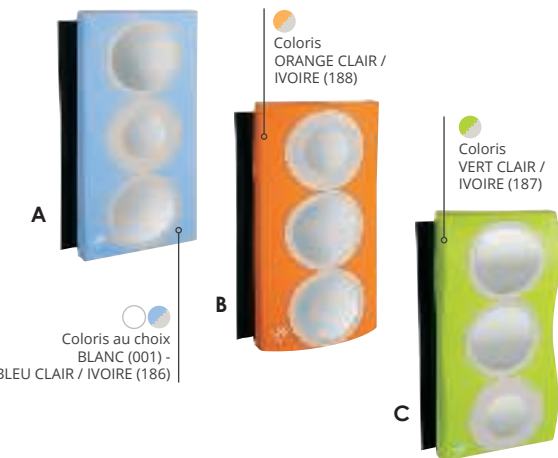 Coloris
ORANGE CLAIR /
IVOIRE (188)
Coloris
VERT CLAIR /
IVOIRE (187)
A
B
Coloris au choix
BLANC (001) -
BLEU CLAIR / IVOIRE (186)
C